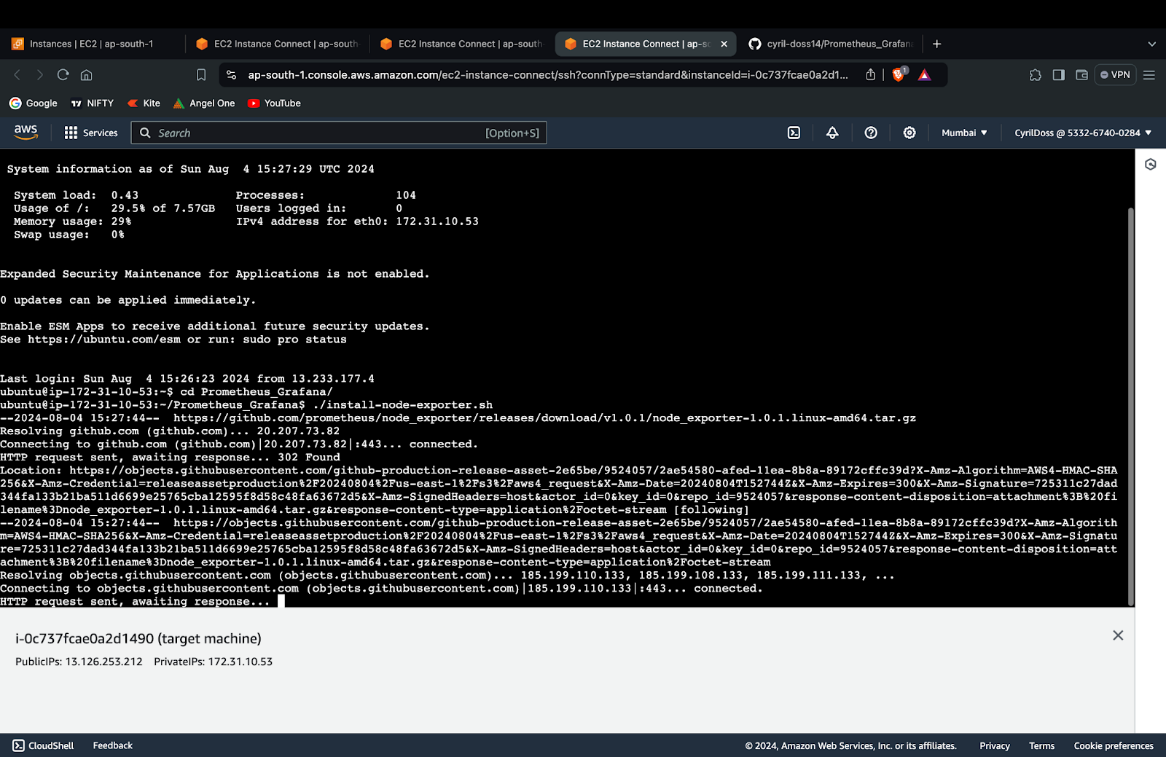 Instances | EC2 | ap-south-1
EC2 Instance Connect | ap-south
EC2 Instance Connect | ap-south
EC2 Instance Connect | ap-sc
cyril-doss14/Prometheus_Grafana
ap-south-1.console.aws.amazon.com/ec2-instance-connect/ssh?connType=standard&instanceId=i-0c737fcae0a2d1...
1
VPN
Google
NIFTY
Kite
Angel One
YouTube
aws
Services
Search
[Option+S]
Mumbai
CyrilDoss @ 5332-6740-0284
System information as of Sun Aug  4 15:27:29 UTC 2024
System load:  0.43                Processes:              104
Usage of /:   29.5% of 7.57GB   Users logged in:        0
Memory usage: 29%               IPv4 address for eth0: 172.31.10.53
Swap usage:   0%
Expanded Security Maintenance for Applications is not enabled.
0 updates can be applied immediately.
Enable ESM Apps to receive additional future security updates.
See https://ubuntu.com/esm or run: sudo pro status
Last login: Sun Aug  4 15:26:23 2024 from 13.233.177.4
ubuntu@ip-172-31-10-53:~$ cd Prometheus_Grafana/
ubuntu@ip-172-31-10-53:~/Prometheus_Grafana$ ./install-node-exporter.sh
--2024-08-04 15:27:44--  https://github.com/prometheus/node_exporter/releases/download/v1.0.1/node_exporter-1.0.1.linux-amd64.tar.gz
Resolving github.com (github.com)... 20.207.73.82
Connecting to github.com (github.com)|20.207.73.82|:443... connected.
HTTP request sent, awaiting response... 302 Found
Location: https://objects.githubusercontent.com/github-production-release-asset-2e65be/9524057/2ae54580-afed-11ea-8b8a-89172cffc39d?X-Amz-Algorithm=AWS4-HMAC-SHA
256&X-Amz-Credential=releaseassetproduction%2F20240804%2Fus-east-1%2Fs3%2Faws4_request&X-Amz-Date=20240804T152744Z&X-Amz-Expires=300&X-Amz-Signature=725311c27dad
344fa133b21ba511d6699e25765cba12595f8d58c48fa63672d5&X-Amz-SignedHeaders=host&actor_id=0&key_id=0&repo_id=9524057&response-content-disposition=attachment%3B%20fi
lename%3Dnode_exporter-1.0.1.linux-amd64.tar.gz&response-content-type=application%2Foctet-stream [following]
--2024-08-04 15:27:44--  https://objects.githubusercontent.com/github-production-release-asset-2e65be/9524057/2ae54580-afed-11ea-8b8a-89172cffc39d?X-Amz-Algorith
m=AWS4-HMAC-SHA256&X-Amz-Credential=releaseassetproduction%2F20240804%2Fus-east-1%2Fs3%2Faws4_request&X-Amz-Date=20240804T152744Z&X-Amz-Expires=300&X-Amz-Signatu
re=725311c27dad344fa133b21ba511d6699e25765cba12595f8d58c48fa63672d5&X-Amz-SignedHeaders=host&actor_id=0&key_id=0&repo_id=9524057&response-content-disposition=att
achment%3B%20filename%3Dnode_exporter-1.0.1.linux-amd64.tar.gz&response-content-type=application%2Foctet-stream
Resolving objects.githubusercontent.com (objects.githubusercontent.com)... 185.199.110.133, 185.199.108.133, 185.199.111.133, ...
Connecting to objects.githubusercontent.com (objects.githubusercontent.com)|185.199.110.133|:443... connected.
HTTP request sent, awaiting response...
i-0c737fcae0a2d1490 (target machine)
PublicIPs: 13.126.253.212    PrivateIPs: 172.31.10.53
CloudShell
Feedback
© 2024, Amazon Web Services, Inc. or its affiliates.
Privacy
Terms
Cookie preferences